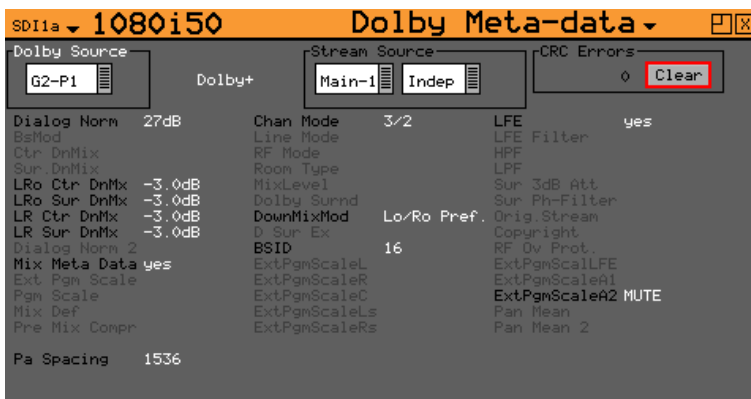 SDI1a 1080i50 Dolby Meta-data
Dolby Source Stream Source CRC Errors
G2-P1 Dolby+ Main-1 Indep 0 Clear
Dialog Norm 27dB Chan Mode 3/2 LFE yes
BsMod Line Mode LFE Filter
Ctr DnMix RF Mode HPF
Sur.DnMix Room Type LPF
LRo Ctr DnMx -3.0dB MixLevel Sur 3dB Att
LRo Sur DnMx -3.0dB Dolby Surnd Sur Ph-Filter
LR Ctr DnMx -3.0dB DownMixMod Lo/Ro Pref. Orig.Stream
LR Sur DnMx -3.0dB D Sur Ex Copyright
Dialog Norm 2 BSID 16 RF Ov Prot.
Mix Meta Data yes ExtPgmScaleL ExtPgmScalLFE
Ext Pgm Scale ExtPgmScaleR ExtPgmScaleA1
Pgm Scale ExtPgmScaleC ExtPgmScaleA2 MUTE
Mix Def ExtPgmScaleLs Pan Mean
Pre Mix Compr ExtPgmScaleRs Pan Mean 2
Pa Spacing 1536